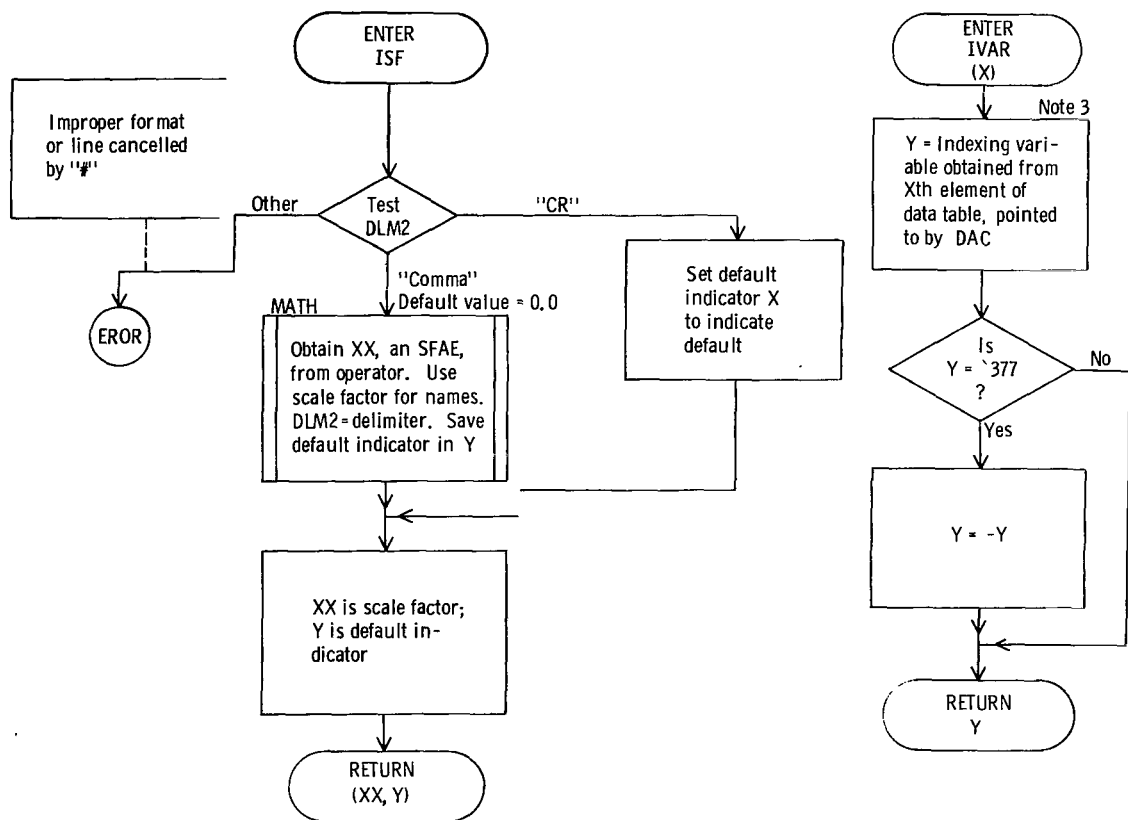 ENTER
ISF
Improper format
or line cancelled
by "#"
Other
Test
DLM2
"CR"
EROR
"Comma"
Default value = 0.0
MATH
Obtain XX, an SFAE,
from operator. Use
scale factor for names.
DLM2=delimiter. Save
default indicator in Y
Set default
indicator X
to indicate
default
XX is scale factor;
Y is default in-
dicator
RETURN
(XX, Y)
ENTER
IVAR
(X)
Note 3
Y = Indexing vari-
able obtained from
Xth element of
data table, pointed
to by DAC
Is
Y = `377
?
No
Yes
Y = -Y
RETURN
Y